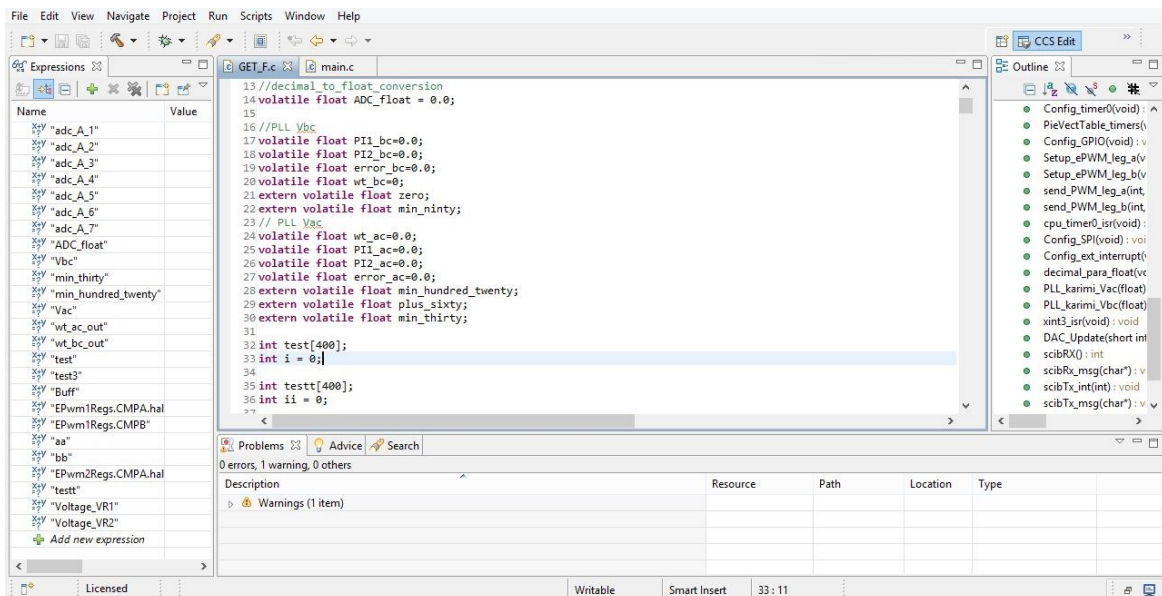 File Edit View Navigate Project Run Scripts Window Help
CCS Edit
Expressions
Name Value
"adc_A_1"
"adc_A_2"
"adc_A_3"
"adc_A_4"
"adc_A_5"
"adc_A_6"
"adc_A_7"
"ADC_float"
"Vbc"
"min_thirty"
"min_hundred_twenty"
"Vac"
"wt_ac_out"
"wt_bc_out"
"test"
"test3"
"Buff"
"EPwm1Regs.CMPA.hal
"EPwm1Regs.CMPB"
"aa"
"bb"
"EPwm2Regs.CMPA.hal
"testt"
"Voltage_VR1"
"Voltage_VR2"
Add new expression
GET_F.c main.c
13 //decimal_to_float_conversion
14 volatile float ADC_float = 0.0;
15
16 //PLL Vbc
17 volatile float PI1_bc=0.0;
18 volatile float PI2_bc=0.0;
19 volatile float error_bc=0.0;
20 volatile float wt_bc=0;
21 extern volatile float zero;
22 extern volatile float min_ninty;
23 // PLL Vac
24 volatile float wt_ac=0.0;
25 volatile float PI1_ac=0.0;
26 volatile float PI2_ac=0.0;
27 volatile float error_ac=0.0;
28 extern volatile float min_hundred_twenty;
29 extern volatile float plus_sixty;
30 extern volatile float min_thirty;
31
32 int test[400];
33 int i = 0;
34
35 int testt[400];
36 int ii = 0;
37
Outline
Config_timer0(void) :
PieVectTable_timers(
Config_GPIO(void) : v
Setup_ePWM_leg_a(v
Setup_ePWM_leg_b(v
send_PWM_leg_a(int,
send_PWM_leg_b(int,
cpu_timer0_isr(void) :
Config_SPI(void) : voi
Config_ext_interrupt(
decimal_para_float(vo
PLL_karimi_Vac(float)
PLL_karimi_Vbc(float)
xint3_isr(void) : void
DAC_Update(short int
scibRX() : int
scibRx_msg(char*) : v
scibTx_int(int) : void
scibTx_msg(char*) : v
Problems Advice Search
0 errors, 1 warning, 0 others
Description Resource Path Location Type
Warnings (1 item)
Licensed Writable Smart Insert 33 : 11